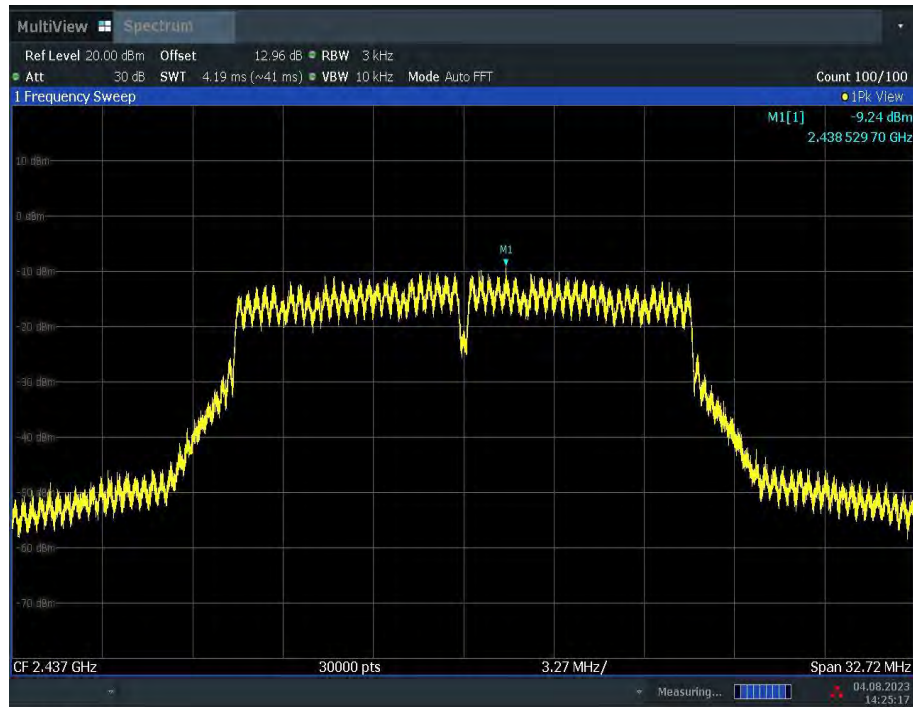 MultiView Spectrum
Ref Level 20.00 dBm Offset 12.96 dB RBW 3 kHz
Att 30 dB SWT 4.19 ms (~41 ms) VBW 10 kHz Mode Auto FFT Count 100/100
1 Frequency Sweep 1Pk View
M1[1] -9.24 dBm
2.438 529 70 GHz
10 dBm
0 dBm
M1
-10 dBm
-20 dBm
-30 dBm
-40 dBm
-50 dBm
-60 dBm
-70 dBm
CF 2.437 GHz 30000 pts 3.27 MHz/ Span 32.72 MHz
Measuring... 04.08.2023
14:25:17